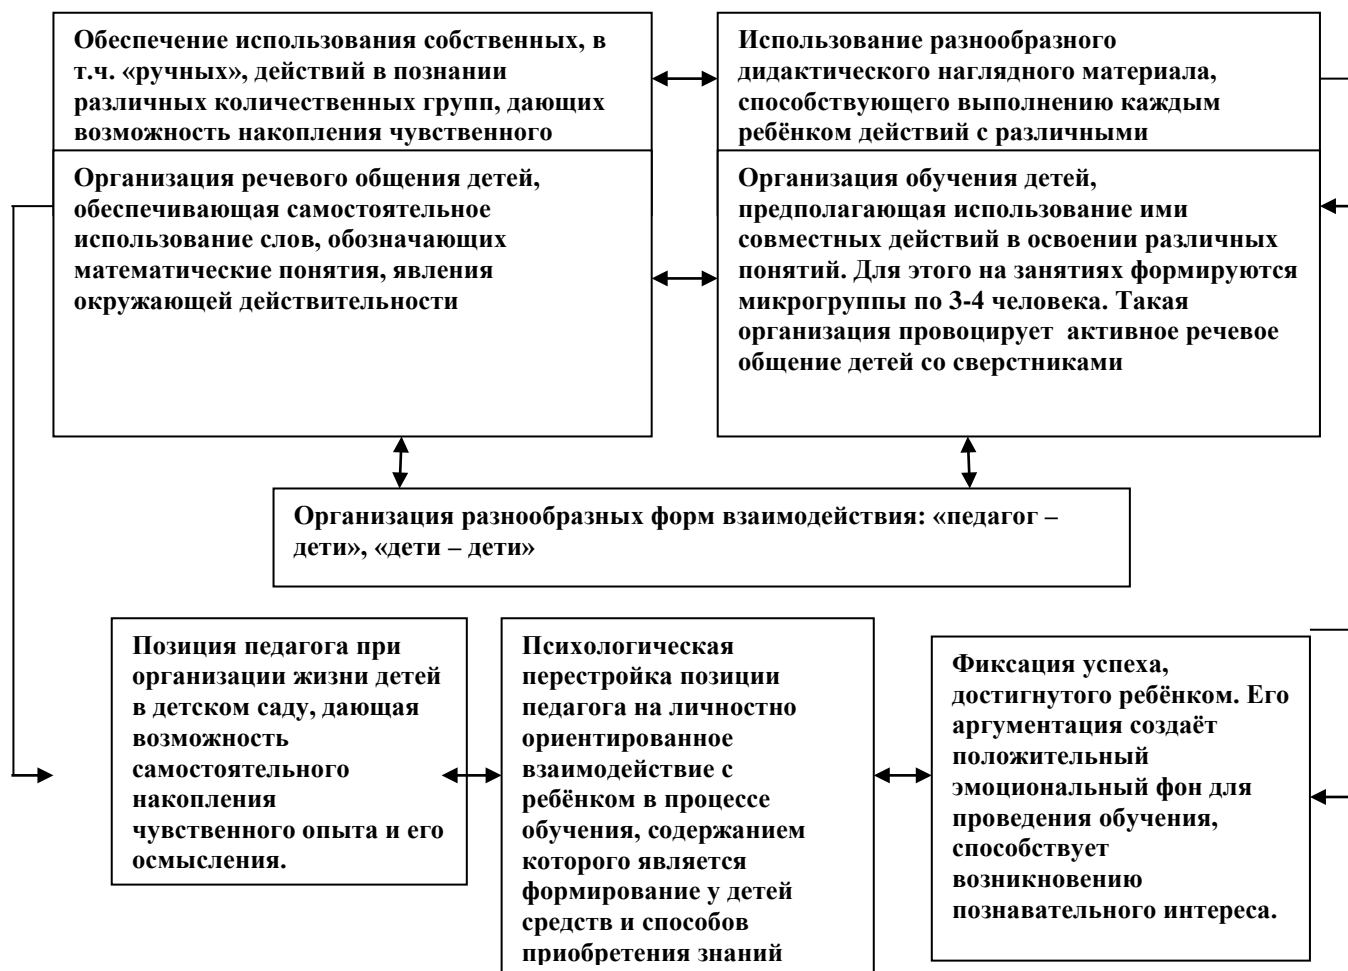 Обеспечение использования собственных, в
т.ч. «ручных», действий в познании
различных количественных групп, дающих
возможность накопления чувственного
Использование разнообразного
дидактического наглядного материала,
способствующего выполнению каждым
ребёнком действий с различными
Организация речевого общения детей,
обеспечивающая самостоятельное
использование слов, обозначающих
математические понятия, явления
окружающей действительности
Организация обучения детей,
предполагающая использование ими
совместных действий в освоении различных
понятий. Для этого на занятиях формируются
микрогруппы по 3-4 человека. Такая
организация провоцирует активное речевое
общение детей со сверстниками
Организация разнообразных форм взаимодействия: «педагог –
дети», «дети – дети»
Позиция педагога при
организации жизни детей
в детском саду, дающая
возможность
самостоятельного
накопления
чувственного опыта и его
осмысления.
Психологическая
перестройка позиции
педагога на личностно
ориентированное
взаимодействие с
ребёнком в процессе
обучения, содержанием
которого является
формирование у детей
средств и способов
приобретения знаний
Фиксация успеха,
достигнутого ребёнком. Его
аргументация создаёт
положительный
эмоциональный фон для
проведения обучения,
способствует
возникновению
познавательного интереса.